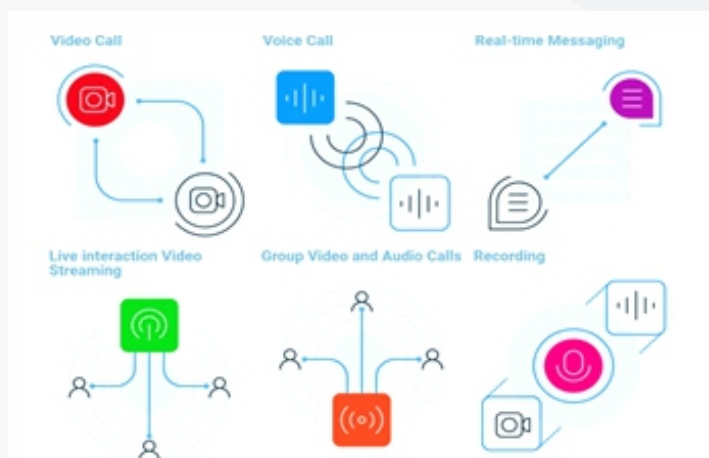 Video Call
Voice Call
Real-time Messaging
Live interaction Video
Streaming
Group Video and Audio Calls
Recording